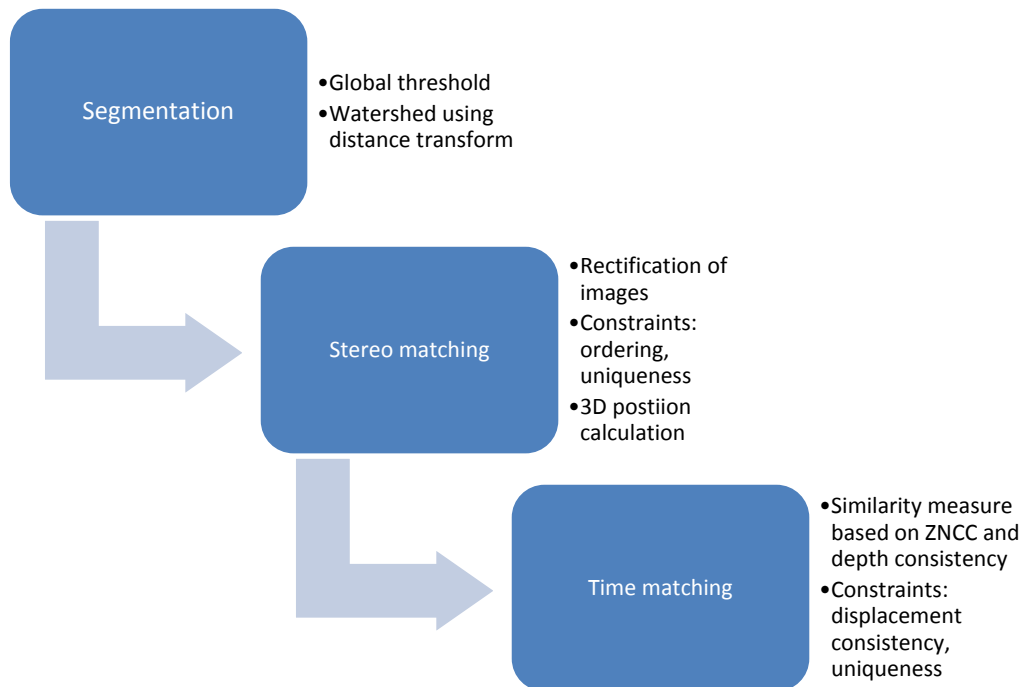 Segmentation
•Global threshold
•Watershed using
distance transform
Stereo matching
•Rectification of
images
•Constraints:
ordering,
uniqueness
•3D postiion
calculation
Time matching
•Similarity measure
based on ZNCC and
depth consistency
•Constraints:
displacement
consistency,
uniqueness